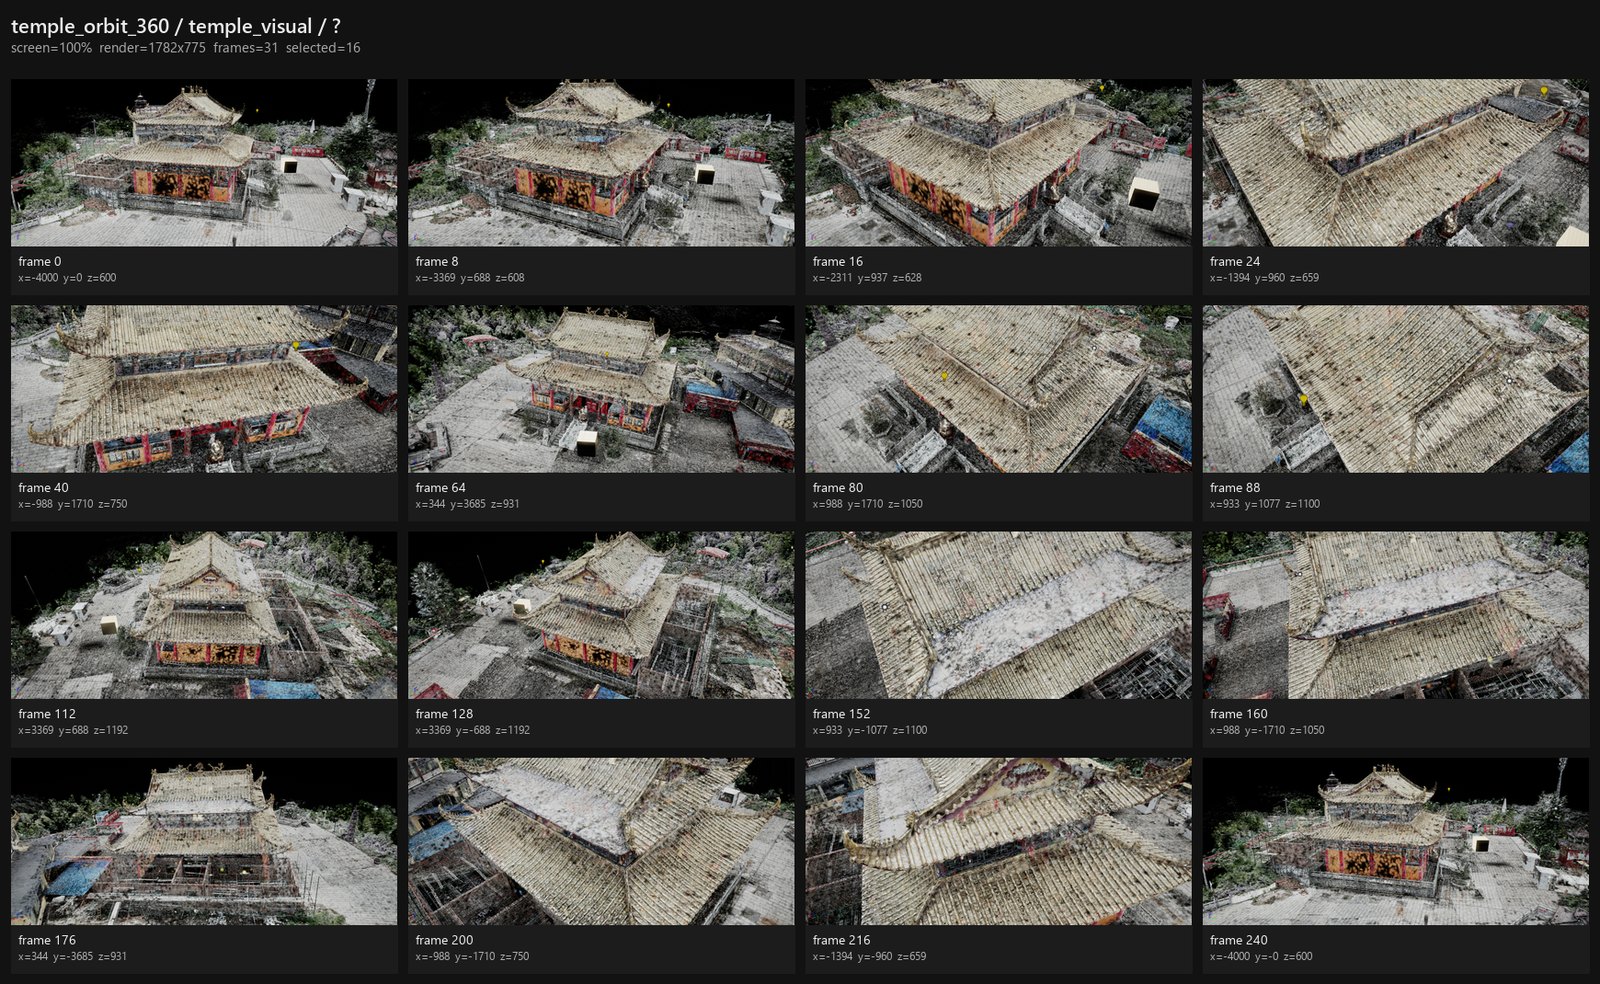 temple_orbit_360 / temple_visual / ?
screen=100% render=1782x775 frames=31 selected=16
frame 0
x=-4000 y=0 z=600
frame 8
x=-3369 y=688 z=608
frame 16
x=-2311 y=937 z=628
frame 24
x=-1394 y=960 z=659
frame 40
x=-988 y=1710 z=750
frame 64
x=344 y=3685 z=931
frame 80
x=988 y=1710 z=1050
frame 88
x=933 y=1077 z=1100
frame 112
x=3369 y=688 z=1192
frame 128
x=3369 y=-688 z=1192
frame 152
x=933 y=-1077 z=1100
frame 160
x=988 y=-1710 z=1050
frame 176
x=344 y=-3685 z=931
frame 200
x=-988 y=-1710 z=750
frame 216
x=-1394 y=-960 z=659
frame 240
x=-4000 y=-0 z=600